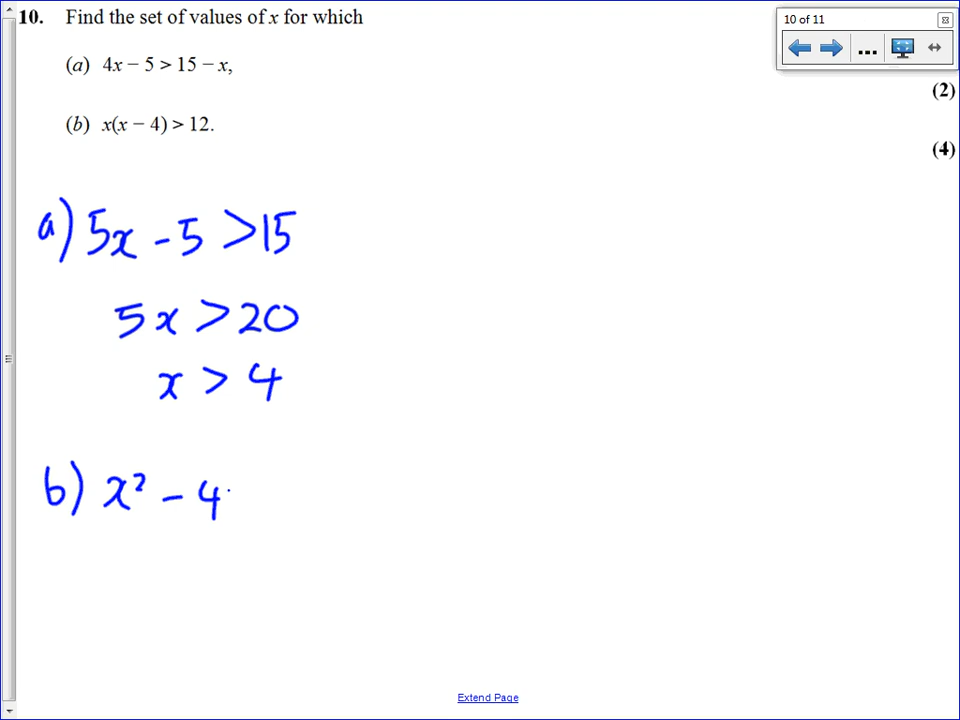 10. Find the set of values of x for which
10 of 11
(a) 4x − 5 > 15 − x,
...
(2)
(b) x(x − 4) > 12.
(4)
a) 5x - 5 > 15
5x > 20
x > 4
b) x² - 4
Extend Page